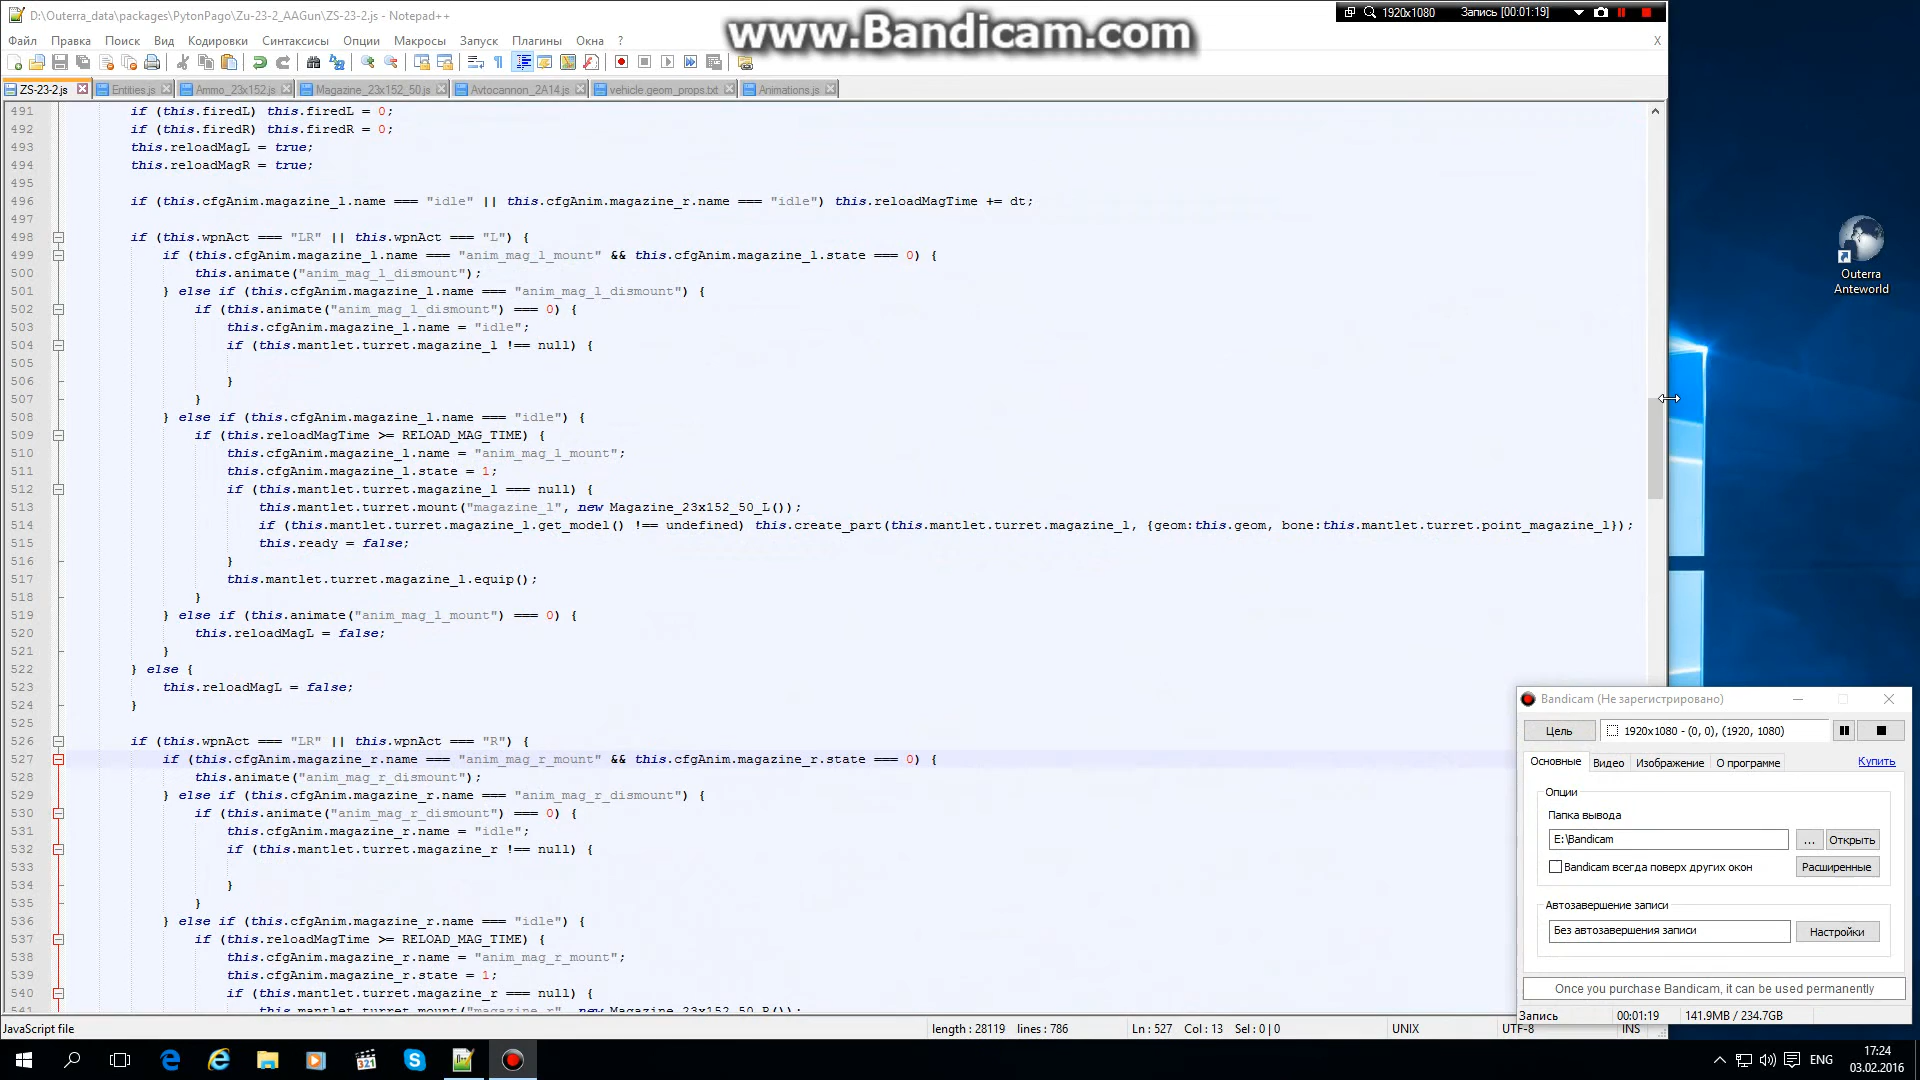 D:\Outerra_data\packages\PytonPago\Zu-23-2_AAGun\ZS-23-2.js - Notepad++
www.Bandicam.com
1920x1080 Запись [00:01:19]
Файл Правка Поиск Вид Кодировки Синтаксисы Опции Макросы Запуск Плагины Окна ? X
ZS-23-2.js Entities.js Ammo_23x152.js Magazine_23x152_50.js Avtocannon_2A14.js vehicle.geom_props.txt Animations.js
491 if (this.firedL) this.firedL = 0;
492 if (this.firedR) this.firedR = 0;
493 this.reloadMagL = true;
494 this.reloadMagR = true;
495
496 if (this.cfgAnim.magazine_l.name === "idle" || this.cfgAnim.magazine_r.name === "idle") this.reloadMagTime += dt;
497
498 if (this.wpnAct === "LR" || this.wpnAct === "L") {
499 if (this.cfgAnim.magazine_l.name === "anim_mag_l_mount" && this.cfgAnim.magazine_l.state === 0) {
500 this.animate("anim_mag_l_dismount");
501 } else if (this.cfgAnim.magazine_l.name === "anim_mag_l_dismount") {
502 if (this.animate("anim_mag_l_dismount") === 0) {
503 this.cfgAnim.magazine_l.name = "idle";
504 if (this.mantlet.turret.magazine_l !== null) {
505
506 }
507 }
508 } else if (this.cfgAnim.magazine_l.name === "idle") {
509 if (this.reloadMagTime >= RELOAD_MAG_TIME) {
510 this.cfgAnim.magazine_l.name = "anim_mag_l_mount";
511 this.cfgAnim.magazine_l.state = 1;
512 if (this.mantlet.turret.magazine_l === null) {
513 this.mantlet.turret.mount("magazine_l", new Magazine_23x152_50_L());
514 if (this.mantlet.turret.magazine_l.get_model() !== undefined) this.create_part(this.mantlet.turret.magazine_l, {geom:this.geom, bone:this.mantlet.turret.point_magazine_l});
515 this.ready = false;
516 }
517 this.mantlet.turret.magazine_l.equip();
518 }
519 } else if (this.animate("anim_mag_l_mount") === 0) {
520 this.reloadMagL = false;
521 }
522 } else {
523 this.reloadMagL = false;
524 }
525
526 if (this.wpnAct === "LR" || this.wpnAct === "R") {
527 if (this.cfgAnim.magazine_r.name === "anim_mag_r_mount" && this.cfgAnim.magazine_r.state === 0) {
528 this.animate("anim_mag_r_dismount");
529 } else if (this.cfgAnim.magazine_r.name === "anim_mag_r_dismount") {
530 if (this.animate("anim_mag_r_dismount") === 0) {
531 this.cfgAnim.magazine_r.name = "idle";
532 if (this.mantlet.turret.magazine_r !== null) {
533
534 }
535 }
536 } else if (this.cfgAnim.magazine_r.name === "idle") {
537 if (this.reloadMagTime >= RELOAD_MAG_TIME) {
538 this.cfgAnim.magazine_r.name = "anim_mag_r_mount";
539 this.cfgAnim.magazine_r.state = 1;
540 if (this.mantlet.turret.magazine_r === null) {
541 this.mantlet.turret.mount("magazine_r", new Magazine_23x152_50_R());
JavaScript file length : 28119 lines : 786 Ln : 527 Col : 13 Sel : 0 | 0 UNIX UTF-8 INS
Outerra
Anteworld
Bandicam (Не зарегистрировано)
Цель 1920x1080 - (0, 0), (1920, 1080)
Основные Видео Изображение О программе Купить
Опции
Папка вывода
E:\Bandicam ... Открыть
Bandicam всегда поверх других окон Расширенные
Автозавершение записи
Без автозавершения записи Настройки
Once you purchase Bandicam, it can be used permanently
Запись 00:01:19 141.9MB / 234.7GB
321
ENG
17:24
03.02.2016